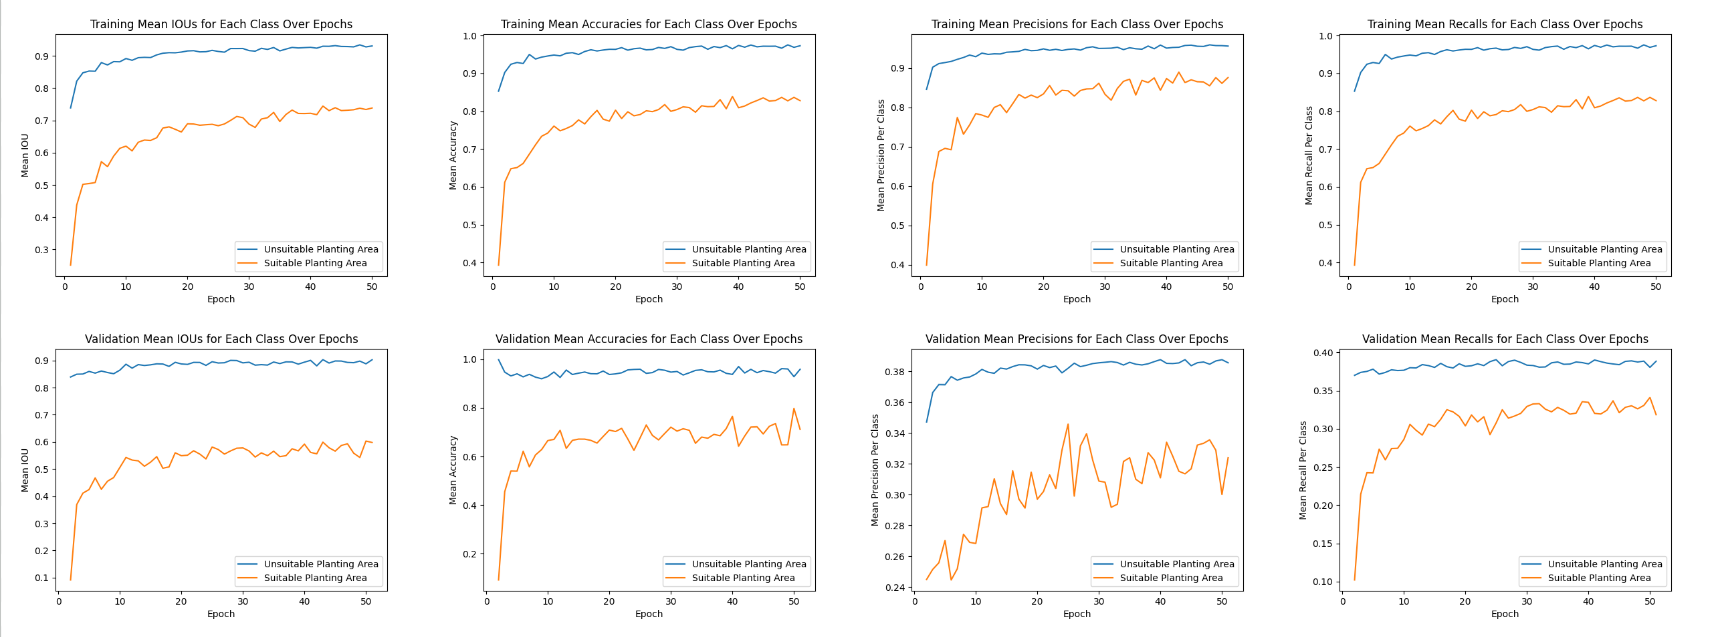 Training Mean IOUs for Each Class Over Epochs
Mean IOU
0.9
0.8
0.7
0.6
0.5
0.4
0.3
0 10 20 30 40 50
Epoch
Unsuitable Planting Area
Suitable Planting Area
Training Mean Accuracies for Each Class Over Epochs
Mean Accuracy
1.0
0.9
0.8
0.7
0.6
0.5
0.4
0 10 20 30 40 50
Epoch
Unsuitable Planting Area
Suitable Planting Area
Training Mean Precisions for Each Class Over Epochs
Mean Precision Per Class
0.9
0.8
0.7
0.6
0.5
0.4
0 10 20 30 40 50
Epoch
Unsuitable Planting Area
Suitable Planting Area
Training Mean Recalls for Each Class Over Epochs
Mean Recall Per Class
1.0
0.9
0.8
0.7
0.6
0.5
0.4
0 10 20 30 40 50
Epoch
Unsuitable Planting Area
Suitable Planting Area
Validation Mean IOUs for Each Class Over Epochs
Mean IOU
0.9
0.8
0.7
0.6
0.5
0.4
0.3
0.2
0.1
0 10 20 30 40 50
Epoch
Unsuitable Planting Area
Suitable Planting Area
Validation Mean Accuracies for Each Class Over Epochs
Mean Accuracy
1.0
0.8
0.6
0.4
0.2
0 10 20 30 40 50
Epoch
Unsuitable Planting Area
Suitable Planting Area
Validation Mean Precisions for Each Class Over Epochs
Mean Precision Per Class
0.38
0.36
0.34
0.32
0.30
0.28
0.26
0.24
0 10 20 30 40 50
Epoch
Unsuitable Planting Area
Suitable Planting Area
Validation Mean Recalls for Each Class Over Epochs
Mean Recall Per Class
0.40
0.35
0.30
0.25
0.20
0.15
0.10
0 10 20 30 40 50
Epoch
Unsuitable Planting Area
Suitable Planting Area